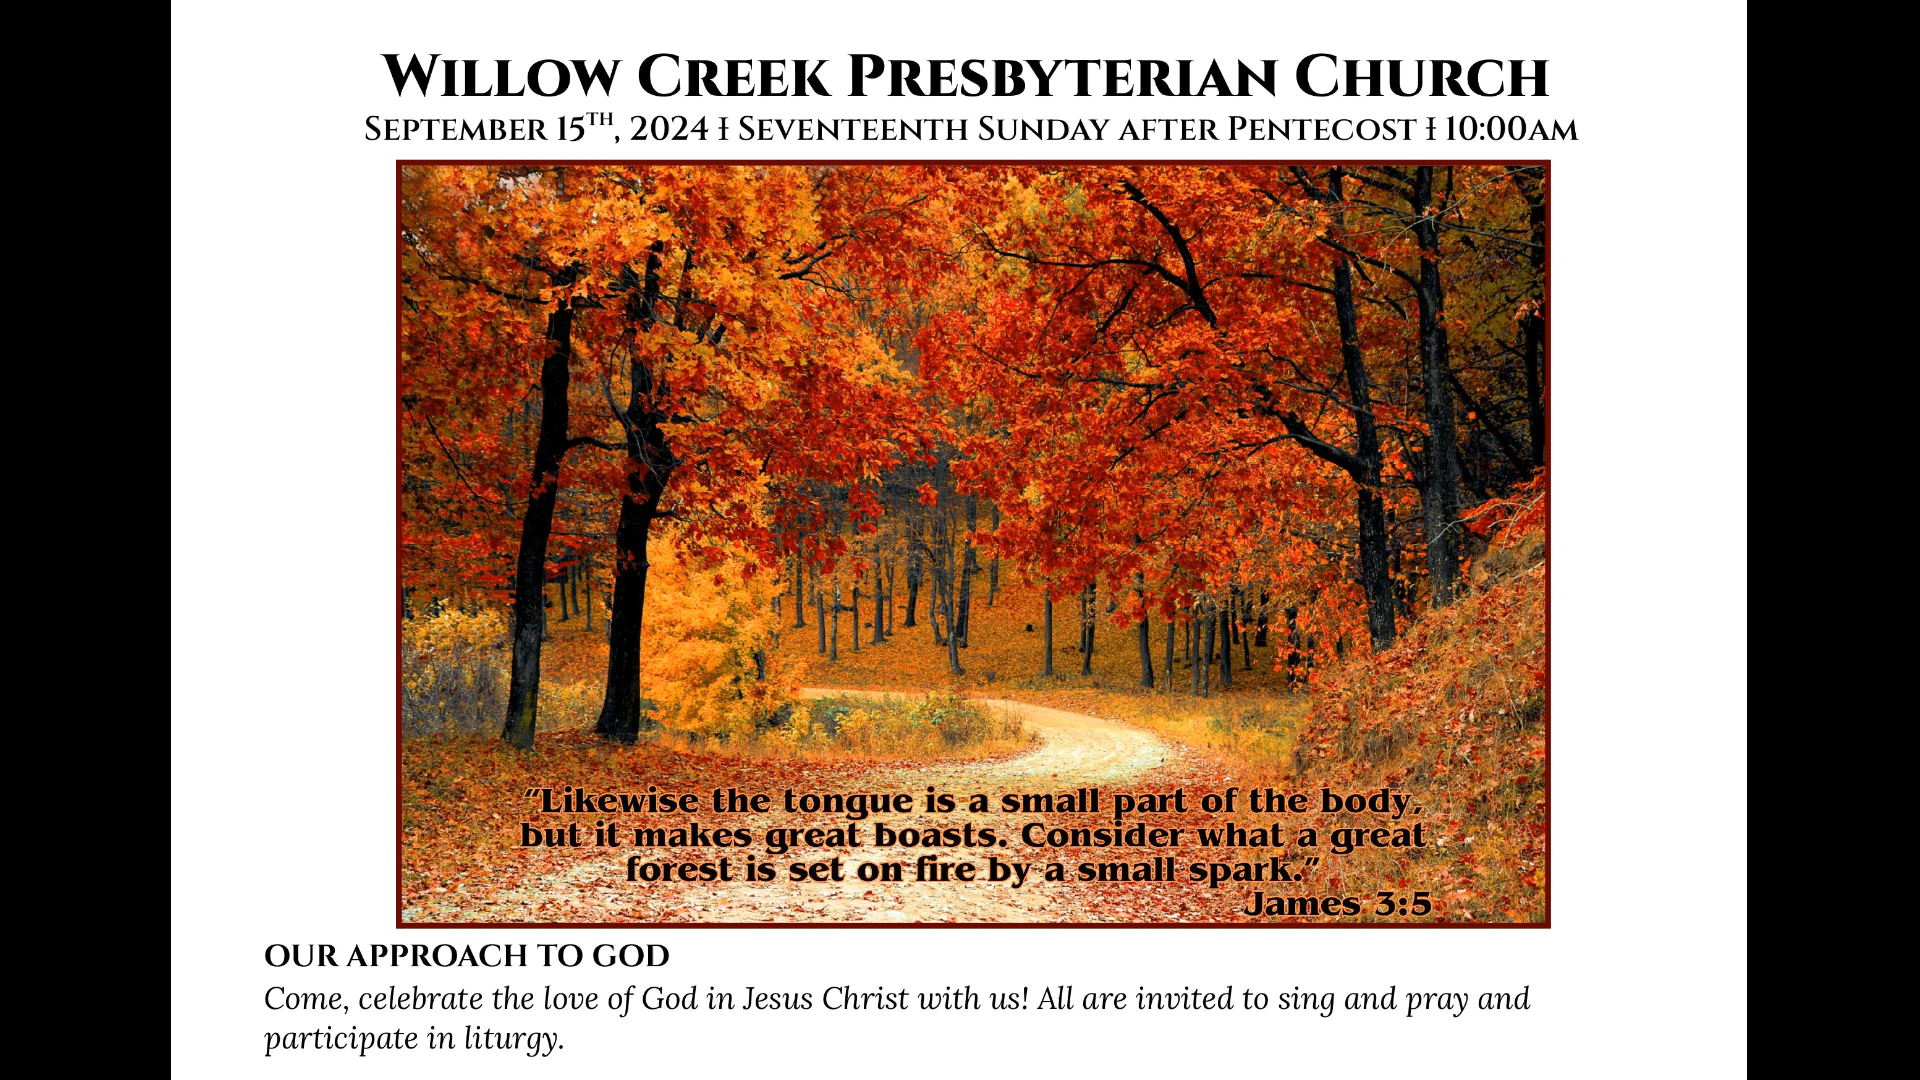 Willow Creek Presbyterian Church
September 15th, 2024 ƚ Seventeenth Sunday after Pentecost ƚ 10:00am
“Likewise the tongue is a small part of the body,
but it makes great boasts. Consider what a great
forest is set on fire by a small spark.”
James 3:5
OUR APPROACH TO GOD
Come, celebrate the love of God in Jesus Christ with us! All are invited to sing and pray and
participate in liturgy.